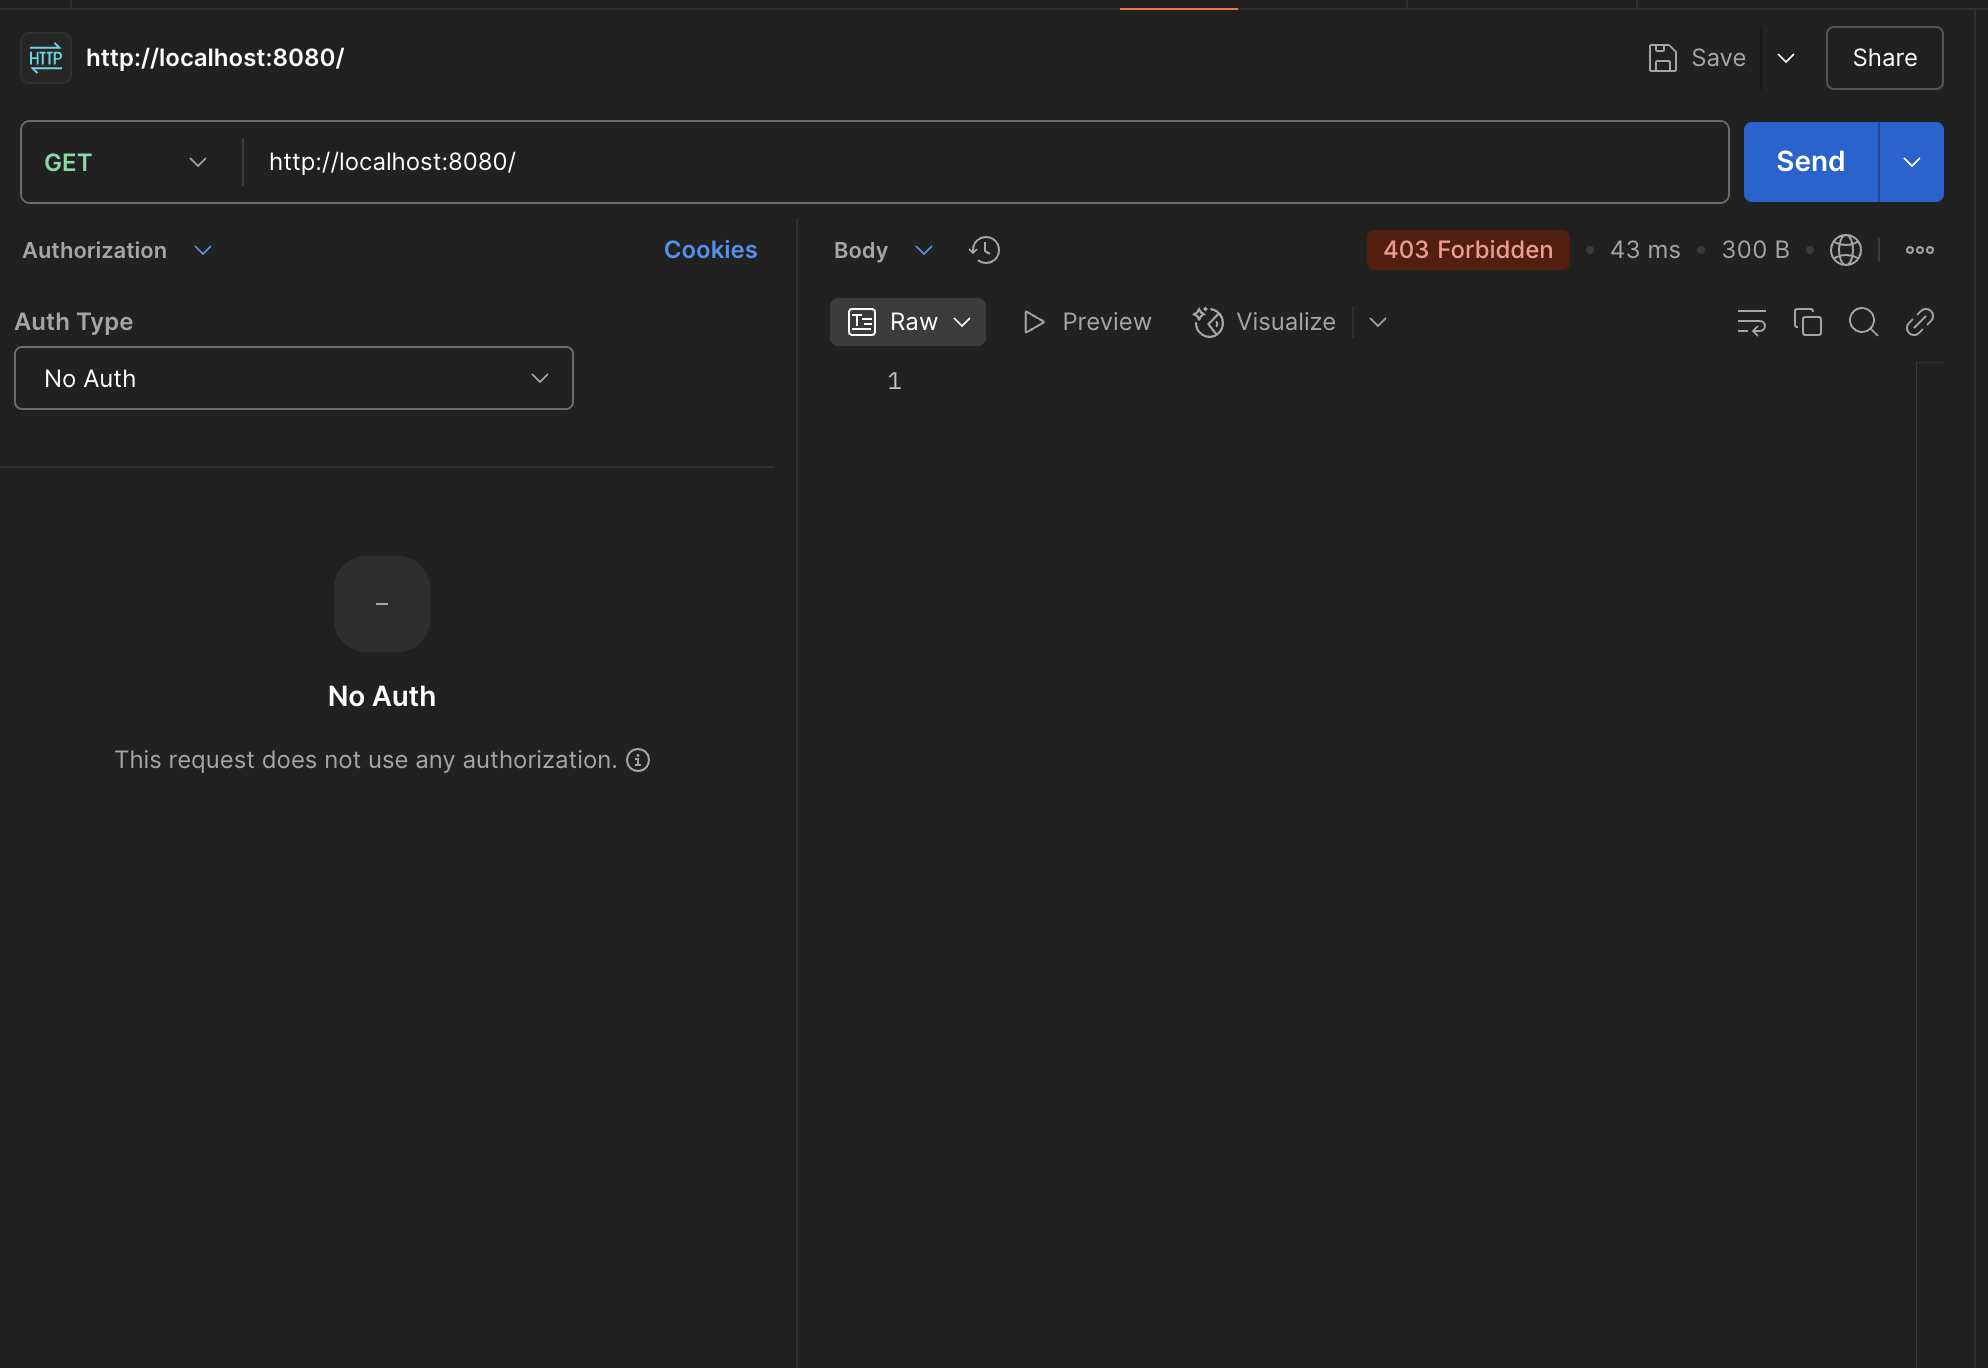 HTTP http://localhost:8080/ Save Share
GET http://localhost:8080/ Send
Authorization Cookies
Auth Type
No Auth
No Auth
This request does not use any authorization.
Body 403 Forbidden • 43 ms • 300 B •
Raw Preview Visualize
1